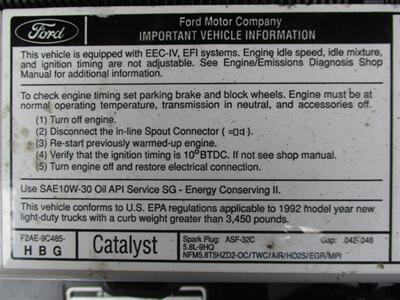 Ford
Ford Motor Company
IMPORTANT VEHICLE INFORMATION
This vehicle is equipped with EEC-IV, EFI systems. Engine idle speed, idle mixture,
and ignition timing are not adjustable. See Engine/Emissions Diagnosis Shop
Manual for additional information.
To check engine timing set parking brake and block wheels. Engine must be at
normal operating temperature, transmission in neutral, and accessories off.
(1) Turn off engine.
(2) Disconnect the in-line Spout Connector ( ).
(3) Re-start previously warmed-up engine.
(4) Verify that the ignition timing is 10°BTDC. If not see shop manual.
(5) Turn off engine and restore electrical connection.
Use SAE10W-30 Oil API Service SG - Energy Conserving II.
This vehicle conforms to U.S. EPA regulations applicable to 1992 model year new
light-duty trucks with a curb weight greater than 3,450 pounds.
F2AE-9C485-
HBG
Catalyst
Spark Plug: ASF-32C Gap: .042-.046
5.8L-9HQ
NFM5.8T5HZD2-OC/TWC/AIR/HO2S/EGR/MPI